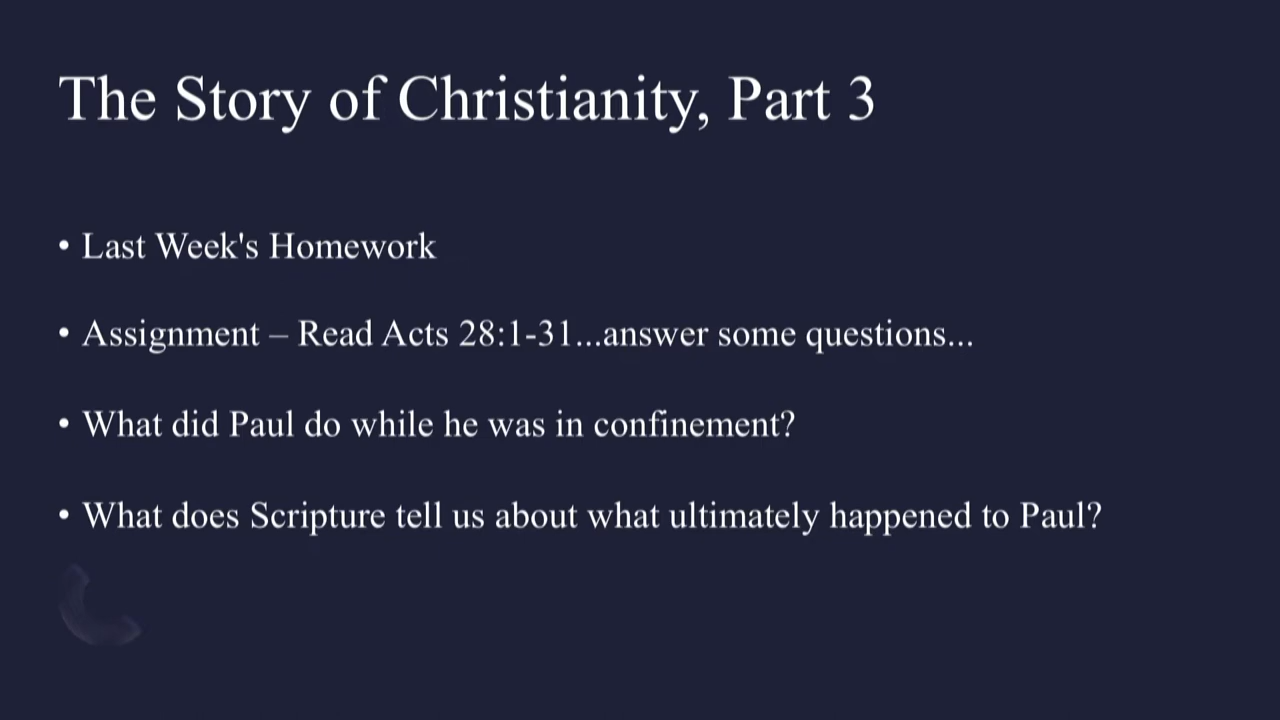 The Story of Christianity, Part 3
• Last Week's Homework
• Assignment – Read Acts 28:1-31...answer some questions...
• What did Paul do while he was in confinement?
• What does Scripture tell us about what ultimately happened to Paul?